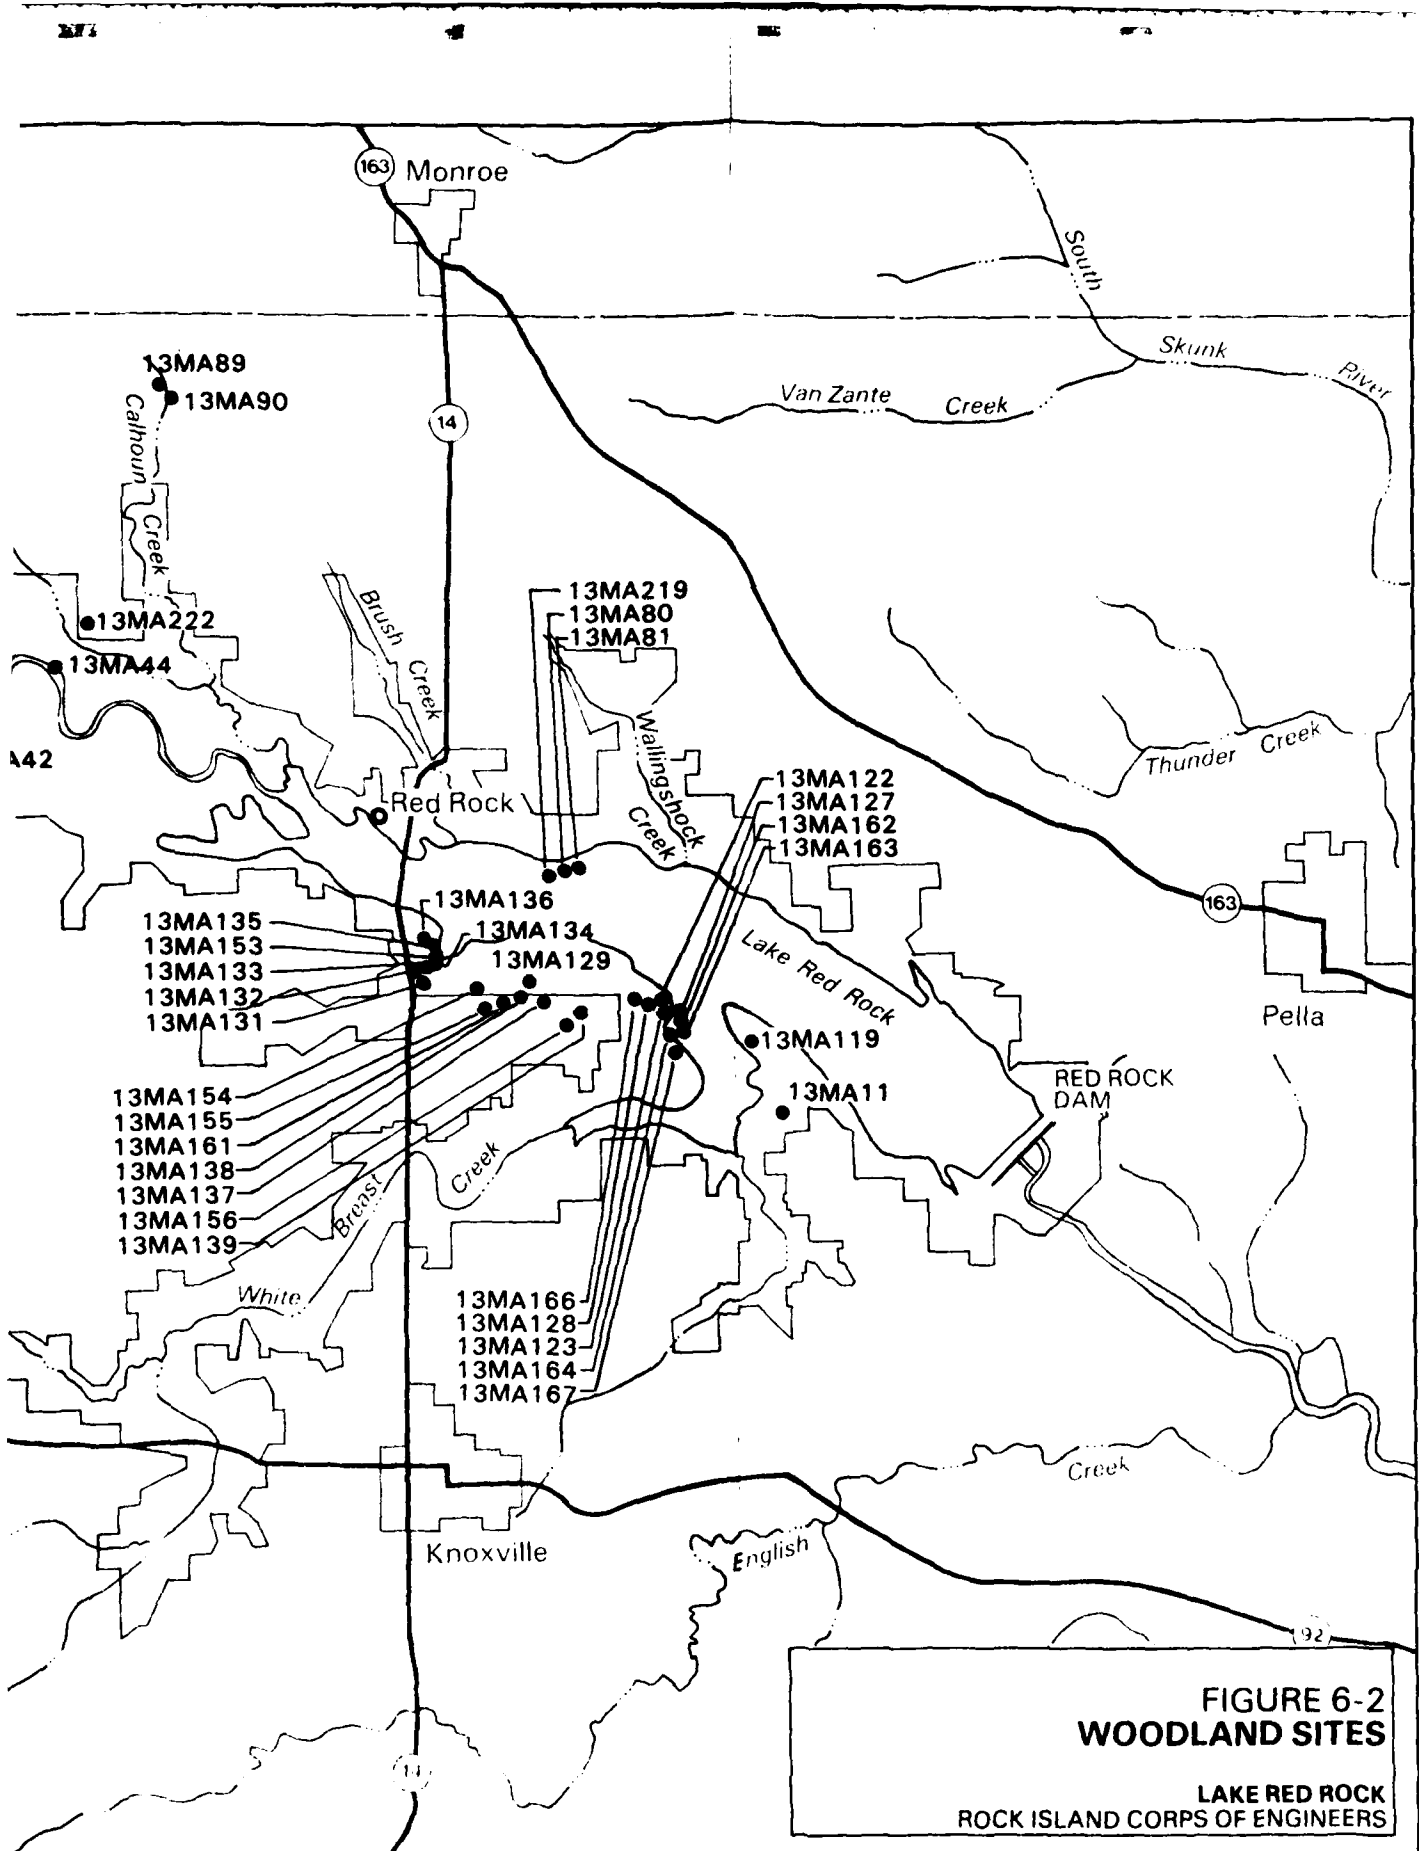 163
Monroe
South
Skunk
River
13MA89
13MA90
Van Zante
Creek
14
Calhoun
Creek
13MA219
13MA80
13MA81
13MA222
13MA44
Brush
Creek
A42
Wallingshock
Creek
Thunder
Creek
Red Rock
13MA122
13MA127
13MA162
13MA163
163
13MA136
13MA135
13MA153
13MA133
13MA132
13MA131
13MA134
13MA129
Lake Red Rock
Pella
13MA119
13MA11
RED ROCK
DAM
13MA154
13MA155
13MA161
13MA138
13MA137
13MA156
13MA139
White
Breast
Creek
13MA166
13MA128
13MA123
13MA164
13MA167
Knoxville
English
Creek
92
14
FIGURE 6-2
WOODLAND SITES
LAKE RED ROCK
ROCK ISLAND CORPS OF ENGINEERS